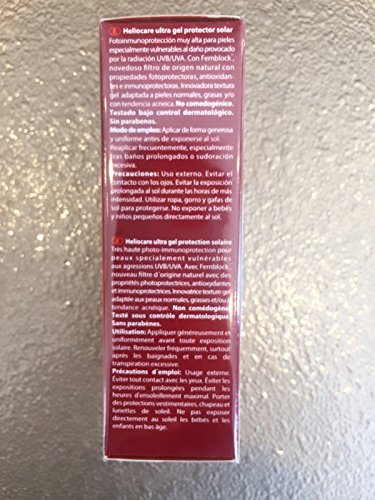 E Heliocare ultra gel protector solar
Fotoinmunoprotección muy alta para pieles
especialmente vulnerables al daño provocado
por la radiación UVB/UVA. Con Fernblock,
novedoso filtro de origen natural con
propiedades fotoprotectoras, antioxidan-
tes e inmunoprotectoras. Innovadora textura
gel adaptada a pieles normales, grasas y/o
con tendencia acneica. No comedogénico.
Testado bajo control dermatológico.
Sin parabenos.
Modo de empleo: Aplicar de forma generosa
y uniforme antes de exponerse al sol.
Reaplicar frecuentemente, especialmente
tras baños prolongados o sudoración
excesiva.
Precauciones: Uso externo. Evitar el
contacto con los ojos. Evitar la exposición
prolongada al sol durante las horas de más
intensidad. Utilizar ropa, gorro y gafas de
sol para protegerse. No exponer a bebés
y niños pequeños directamente al sol.
F Heliocare ultra gel protection solaire
Très haute photo-immunoprotection pour
peaux specialement vulnérables
aux agressions UVB/UVA. Avec Fernblock,
nouveau filtre d´origine naturel avec des
propriétés photoprotectrices, antioxydantes
et immunoprotectrices. Innovatrice texture gel
adaptée aux peaux normales, grasses et/ou
tendance acnéique. Non comédogène.
Testé sous contrôle dermatologique.
Sans parabènes.
Utilisation: Appliquer généreusement et
uniformément avant toute exposition
solaire. Renouveler fréquemment, surtout
après les baignades et en cas de
transpiration excessive.
Précautions d´emploi: Usage externe.
Éviter tout contact avec les yeux. Éviter les
expositions prolongées pendant les
heures d'ensoleillement maximal. Porter
des protections vestimentaires, chapeau et
lunettes de soleil. Ne pas exposer
directement au soleil les bébés et les
enfants en bas âge.